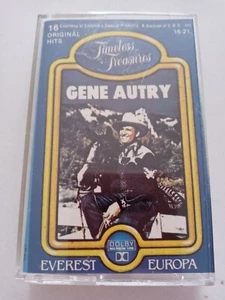 16
ORIGINAL
HITS
Timeless
Treasures
GENE AUTRY
DOLBY
EVEREST EUROPA